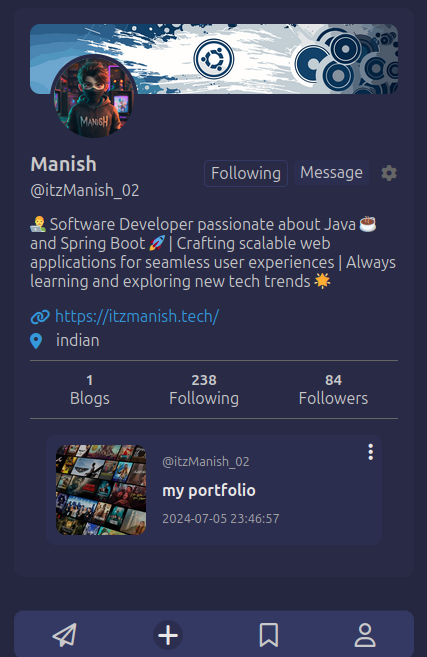 MANISH
Manish
Following
Message
@itzManish_02
👨‍💻 Software Developer passionate about Java ☕
and Spring Boot 🚀 | Crafting scalable web
applications for seamless user experiences | Always
learning and exploring new tech trends 🌟
https://itzmanish.tech/
indian
1 238 84
Blogs Following Followers
@itzManish_02
my portfolio
2024-07-05 23:46:57